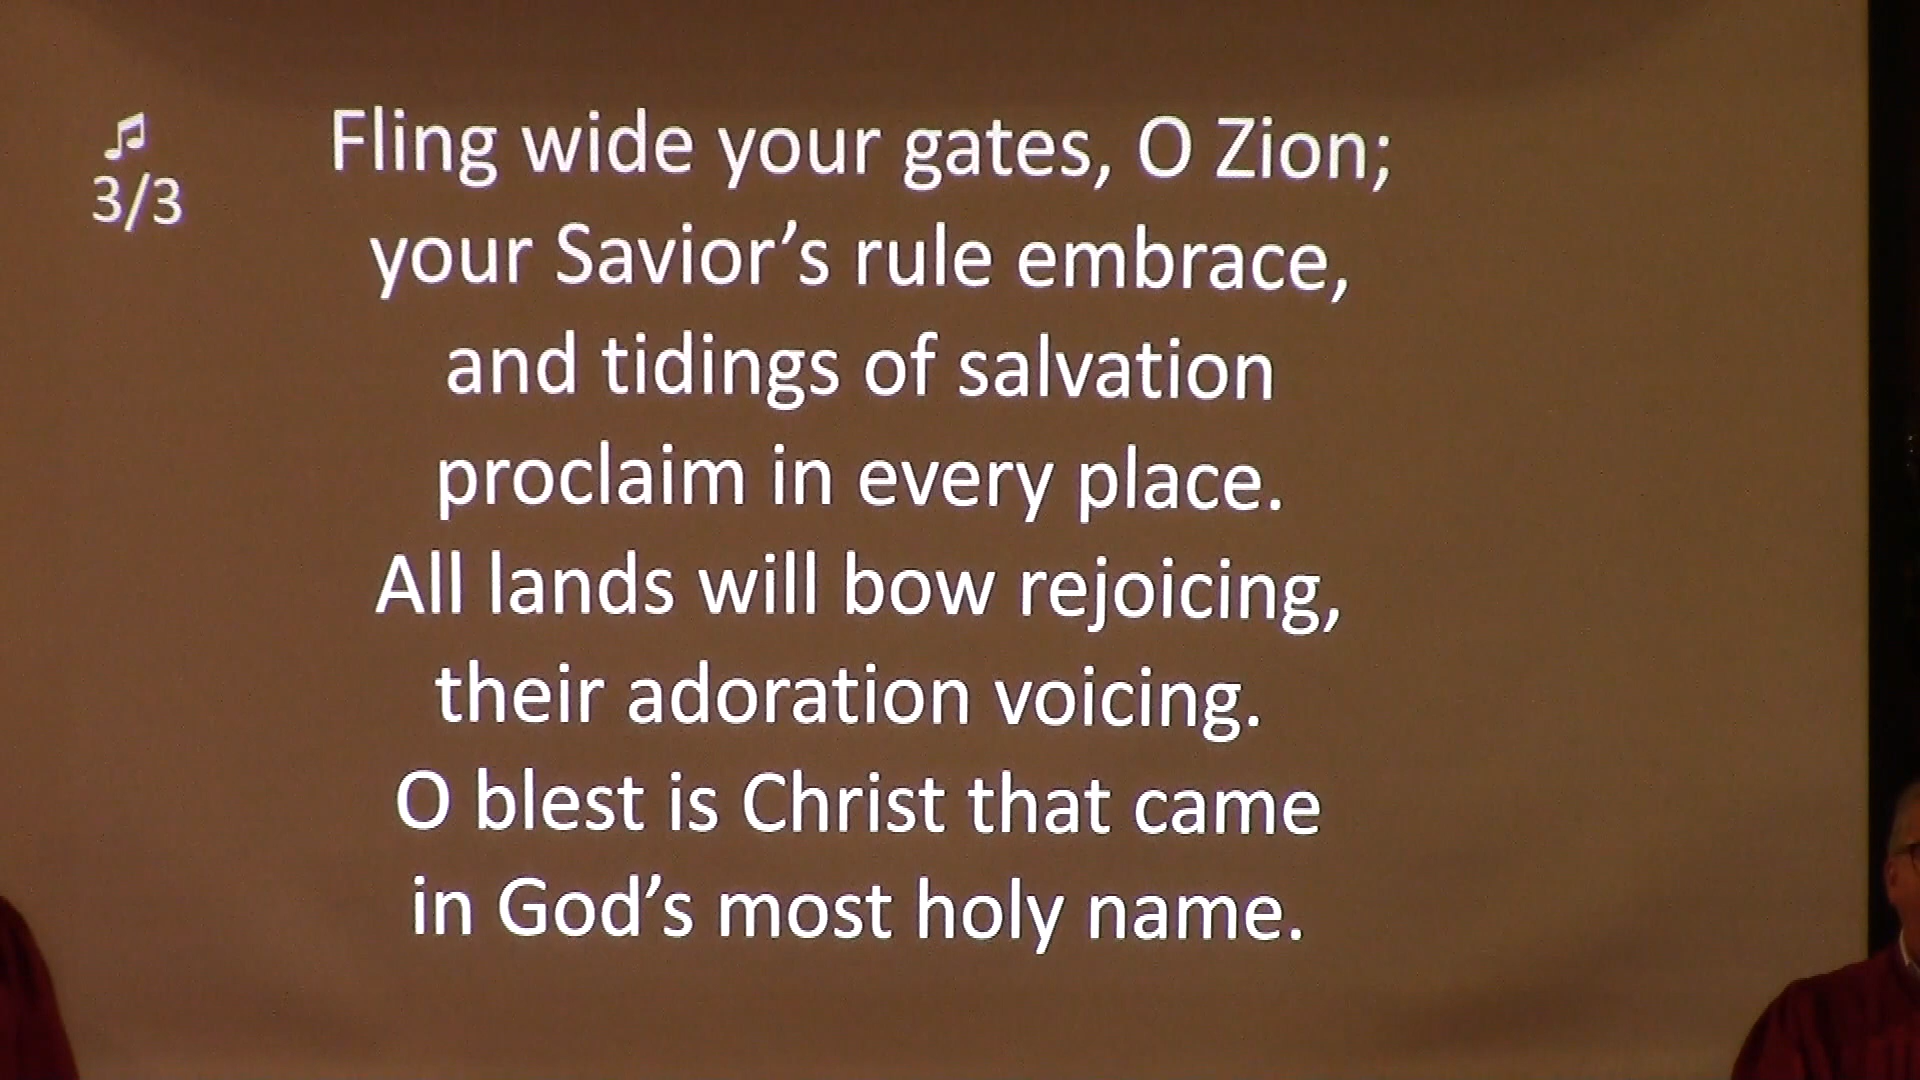 ♫
3/3
Fling wide your gates, O Zion;
your Savior’s rule embrace,
and tidings of salvation
proclaim in every place.
All lands will bow rejoicing,
their adoration voicing.
O blest is Christ that came
in God’s most holy name.